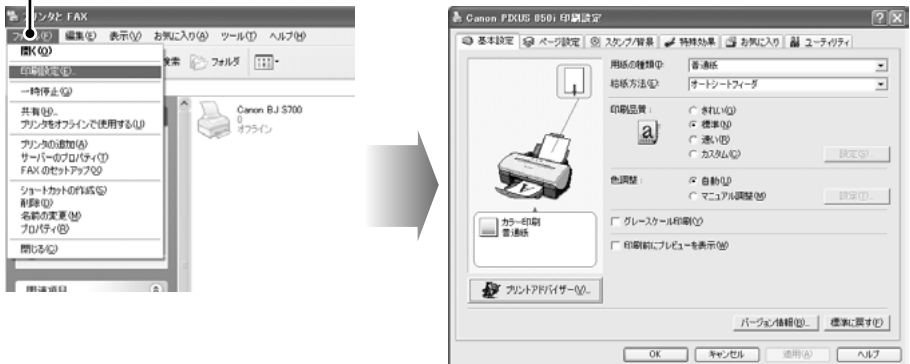 プリンタと FAX
ファイル(F) 編集(E) 表示(V) お気に入り(A) ツール(T) ヘルプ(H)
開く(O)
印刷設定(E)...
一時停止(G)
共有(H)...
プリンタをオフラインで使用する(U)
プリンタの追加(A)
サーバーのプロパティ(T)
FAX のセットアップ(X)
ショートカットの作成(S)
削除(D)
名前の変更(M)
プロパティ(R)
閉じる(C)
検索 フォルダ
Canon BJ S700
0
オフライン
関連項目
Canon PIXUS 850i 印刷設定
基本設定 ページ設定 スタンプ/背景 特殊効果 お気に入り ユーティリティ
用紙の種類(D): 普通紙
給紙方法(E): オートシートフィーダ
印刷品質: きれい(Q)
標準(N)
速い(R)
カスタム(C) 設定(S)...
色調整: 自動(U)
マニュアル調整(M) 設定(I)...
カラー印刷
普通紙
グレースケール印刷(Y)
印刷前にプレビューを表示(W)
プリントアドバイザー(V)...
バージョン情報(B)... 標準に戻す(F)
OK キャンセル 適用(A) ヘルプ